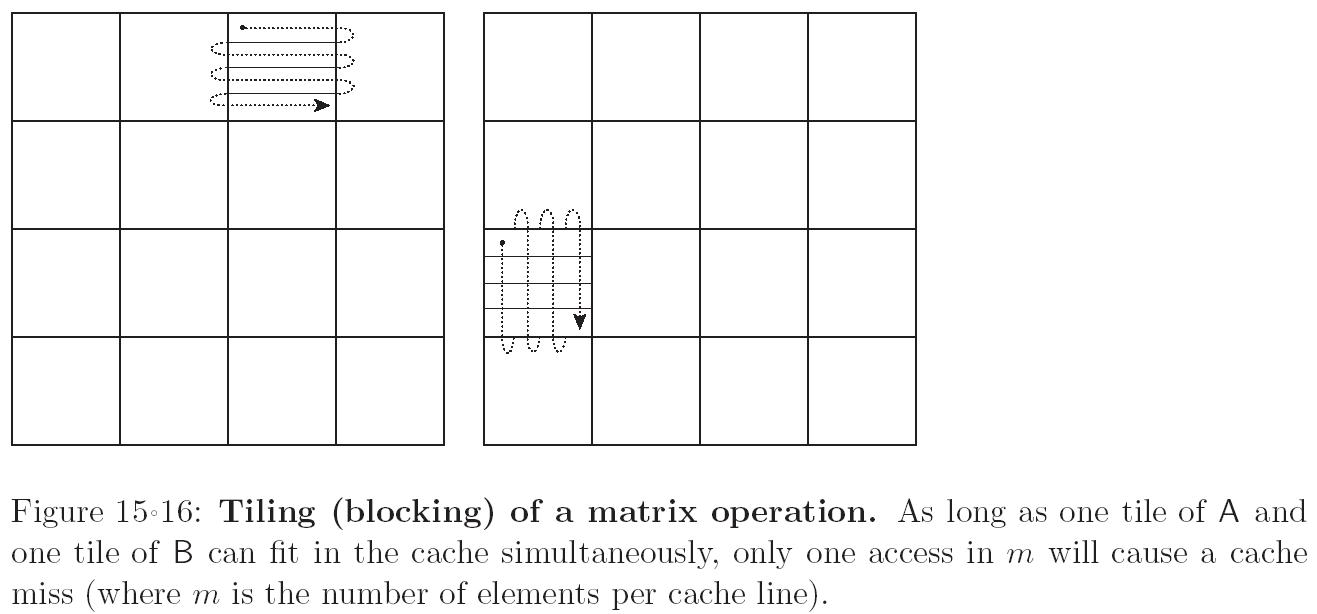 Figure 15◦16: Tiling (blocking) of a matrix operation. As long as one tile of A and
one tile of B can fit in the cache simultaneously, only one access in m will cause a cache
miss (where m is the number of elements per cache line).